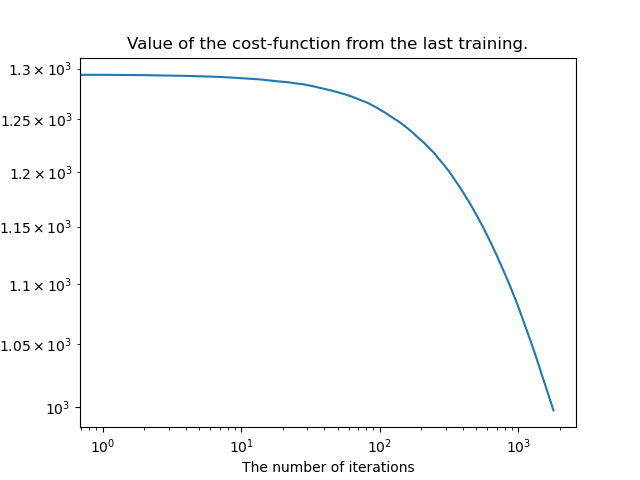 Value of the cost-function from the last training.
1.3 × 10³
1.25 × 10³
1.2 × 10³
1.15 × 10³
1.1 × 10³
1.05 × 10³
10³
10⁰ 10¹ 10² 10³
The number of iterations